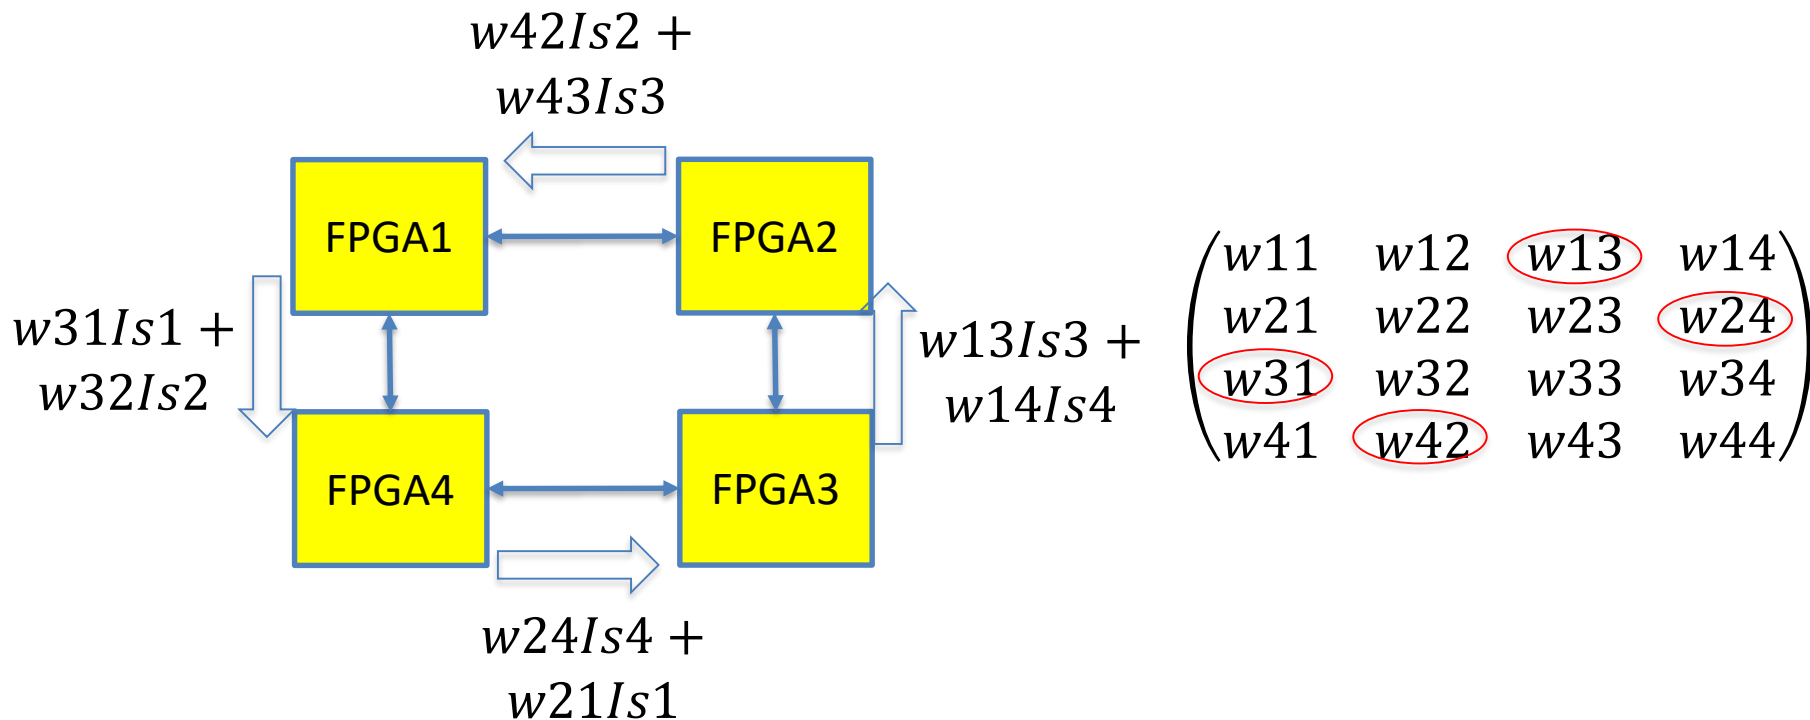 w42Is2 +
w43Is3
FPGA1
FPGA2
w31Is1 +
w32Is2
w13Is3 +
w14Is4
FPGA4
FPGA3
w24Is4 +
w21Is1
w11 w12 w13 w14
w21 w22 w23 w24
w31 w32 w33 w34
w41 w42 w43 w44